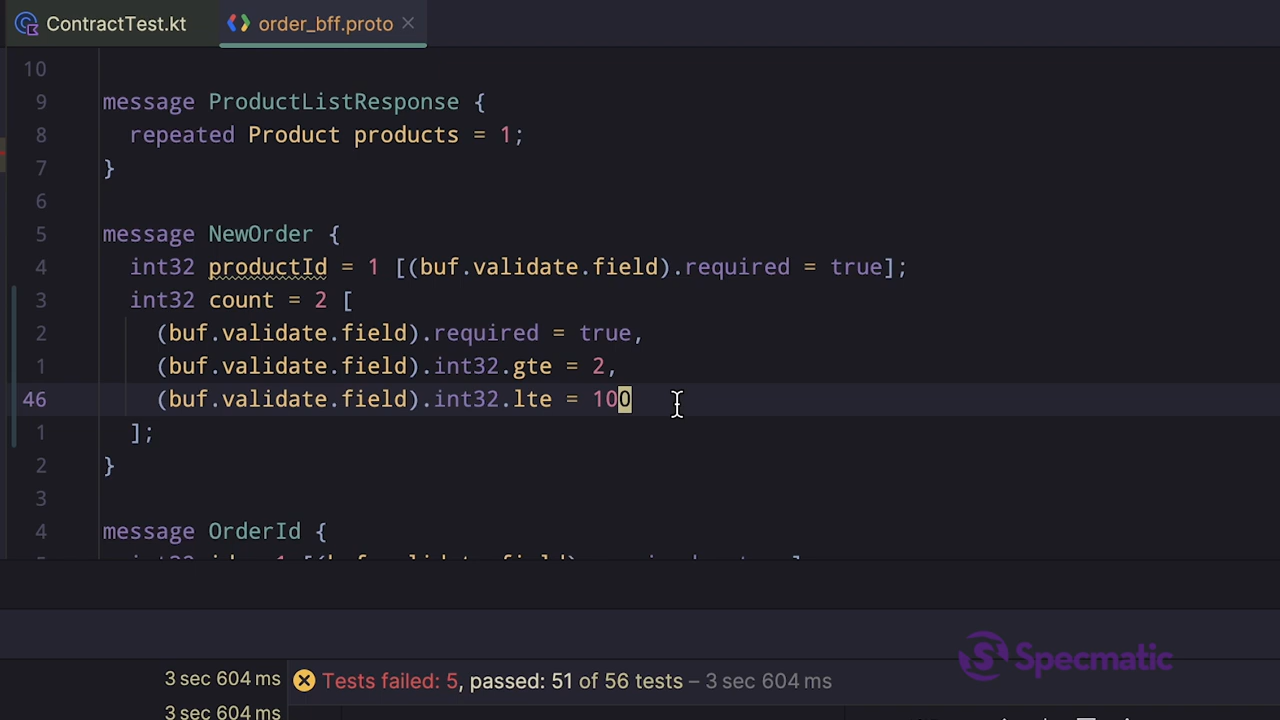 ContractTest.kt
order_bff.proto
10
9 message ProductListResponse {
8 repeated Product products = 1;
7 }
6
5 message NewOrder {
4 int32 productId = 1 [(buf.validate.field).required = true];
3 int32 count = 2 [
2 (buf.validate.field).required = true,
1 (buf.validate.field).int32.gte = 2,
46 (buf.validate.field).int32.lte = 100
1 ];
2 }
3
4 message OrderId {
Specmatic
3 sec 604 ms
Tests failed: 5, passed: 51 of 56 tests – 3 sec 604 ms
3 sec 604 ms